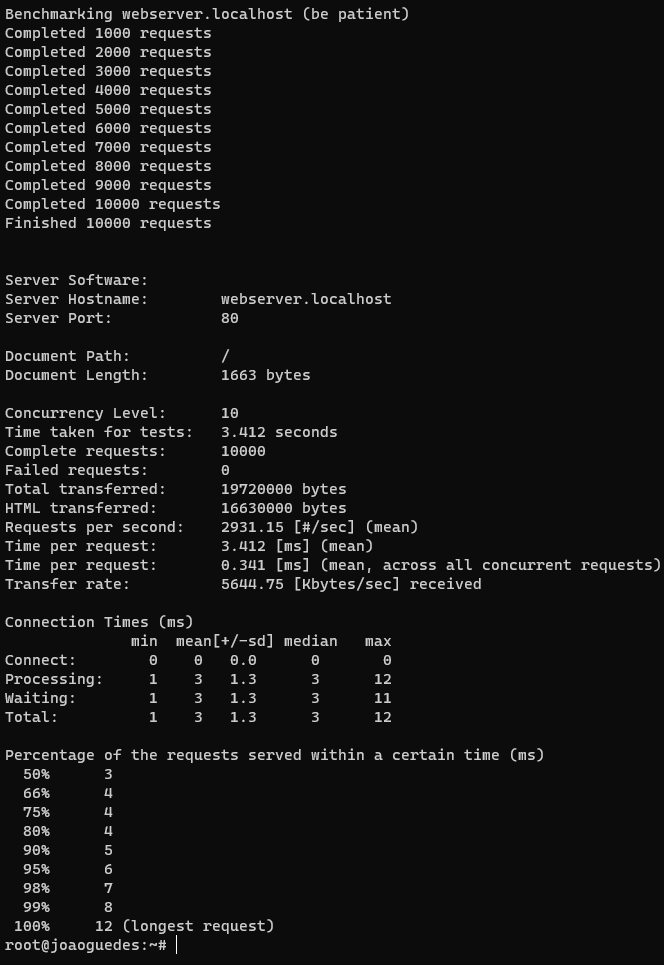 Benchmarking webserver.localhost (be patient)
Completed 1000 requests
Completed 2000 requests
Completed 3000 requests
Completed 4000 requests
Completed 5000 requests
Completed 6000 requests
Completed 7000 requests
Completed 8000 requests
Completed 9000 requests
Completed 10000 requests
Finished 10000 requests

Server Software:
Server Hostname:        webserver.localhost
Server Port:            80

Document Path:          /
Document Length:        1663 bytes

Concurrency Level:      10
Time taken for tests:   3.412 seconds
Complete requests:      10000
Failed requests:        0
Total transferred:      19720000 bytes
HTML transferred:       16630000 bytes
Requests per second:    2931.15 [#/sec] (mean)
Time per request:       3.412 [ms] (mean)
Time per request:       0.341 [ms] (mean, across all concurrent requests)
Transfer rate:          5644.75 [Kbytes/sec] received

Connection Times (ms)
              min  mean[+/-sd] median   max
Connect:        0    0   0.0      0       0
Processing:     1    3   1.3      3      12
Waiting:        1    3   1.3      3      11
Total:          1    3   1.3      3      12

Percentage of the requests served within a certain time (ms)
  50%      3
  66%      4
  75%      4
  80%      4
  90%      5
  95%      6
  98%      7
  99%      8
 100%     12 (longest request)
root@joaoguedes:~#